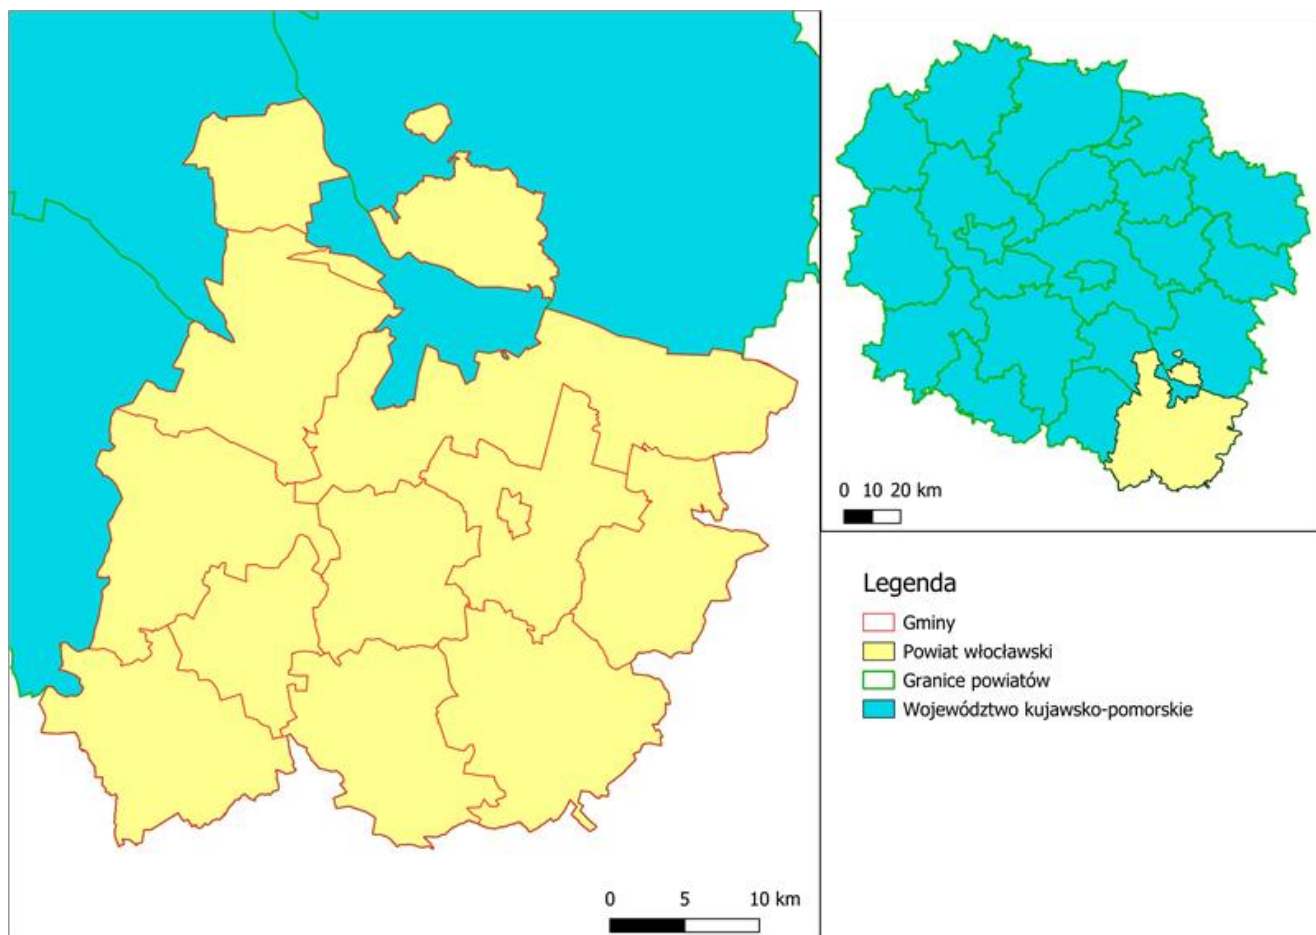 0 10 20 km
Legenda
Gminy
Powiat włocławski
Granice powiatów
Województwo kujawsko-pomorskie
0 5 10 km